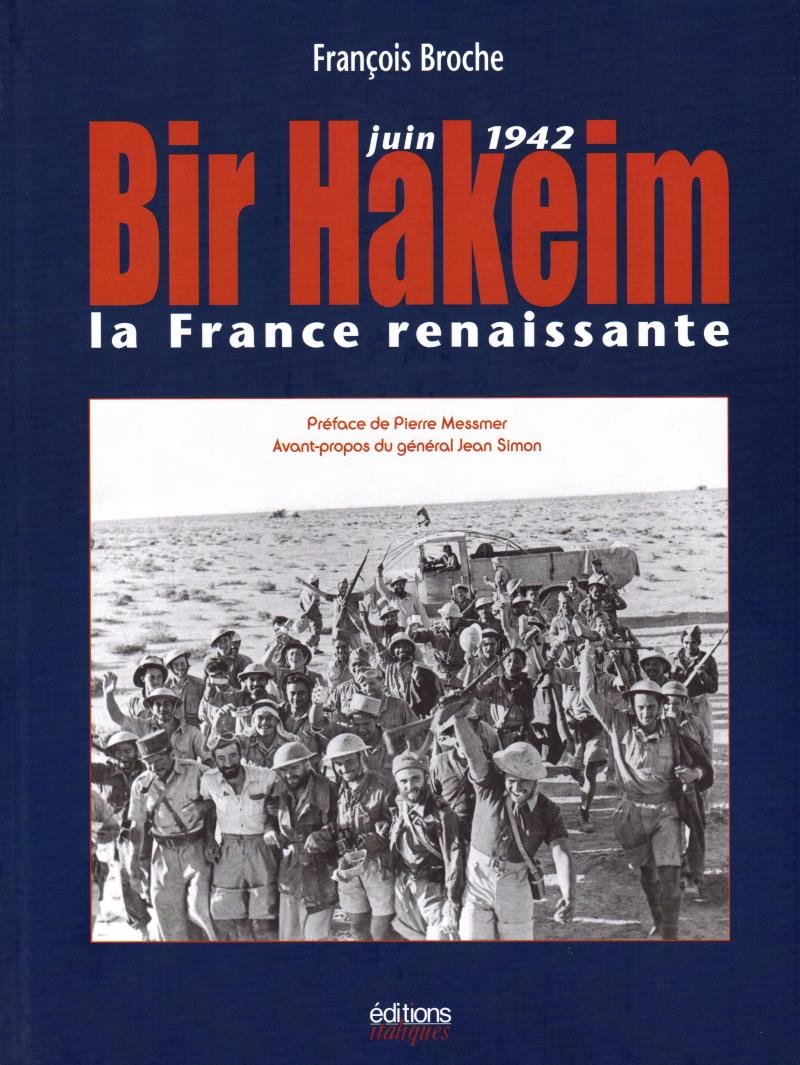 François Broche
juin 1942
Bir Hakeim
la France renaissante
Préface de Pierre Messmer
Avant-propos du général Jean Simon
éditions
italiques